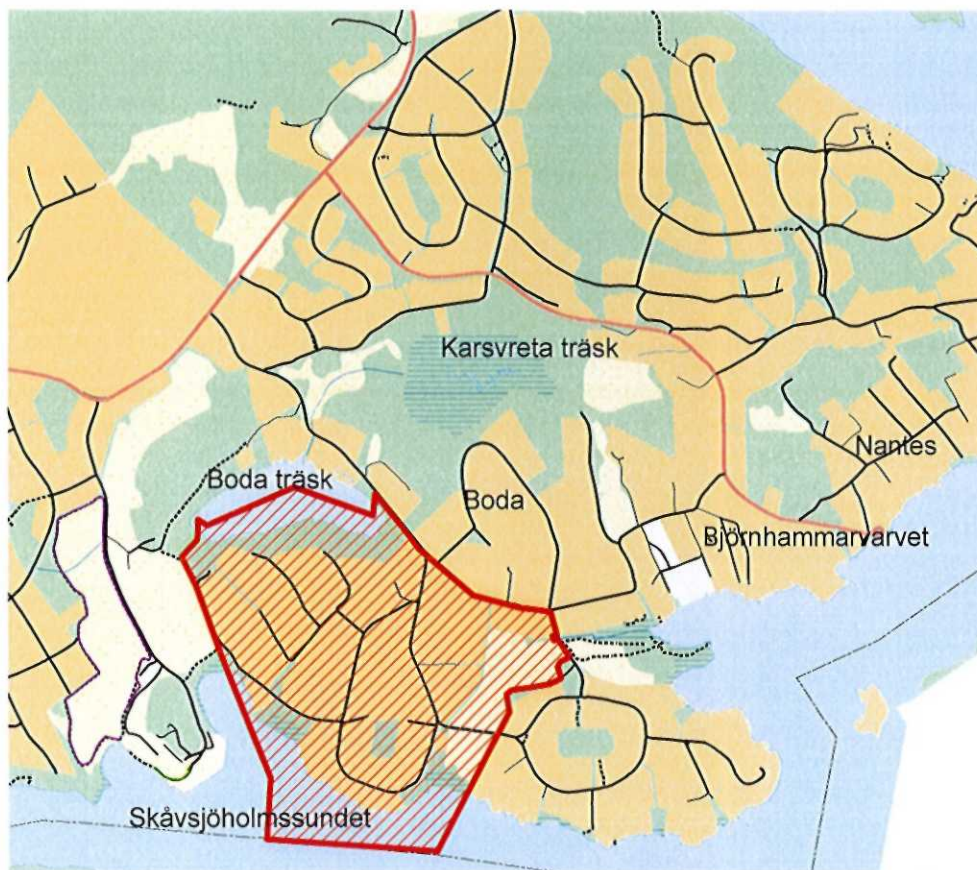 Karsvreta träsk
Nantes
Boda träsk
Boda
Björnhammarvarvet
Skåvsjöholmssundet